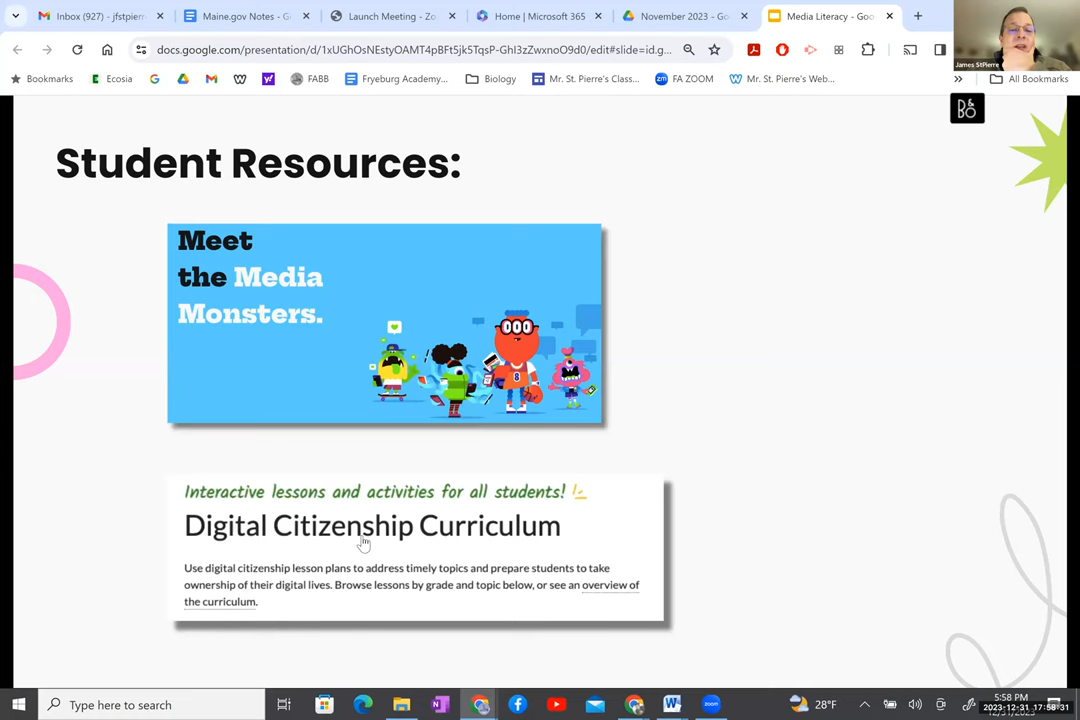 Inbox (927) - jfstpierr
Maine.gov Notes - G
Launch Meeting - Zo
Home | Microsoft 365
November 2023 - Go
Media Literacy - Goo
docs.google.com/presentation/d/1xUGhOsNEstyOAMT4pBFt5jk5TqsP-GhI3zZwxnoO9d0/edit#slide=id.g...
James StPierre
Bookmarks
Ecosia
FABB
Fryeburg Academy...
Biology
Mr. St. Pierre's Class...
FA ZOOM
Mr. St Pierre's Web...
All Bookmarks
B&O
Student Resources:
Meet
the Media
Monsters.
8
Interactive lessons and activities for all students!
Digital Citizenship Curriculum
Use digital citizenship lesson plans to address timely topics and prepare students to take
ownership of their digital lives. Browse lessons by grade and topic below, or see an overview of
the curriculum.
Type here to search
zoom
28°F
5:58 PM
2023-12-31 17:58:31